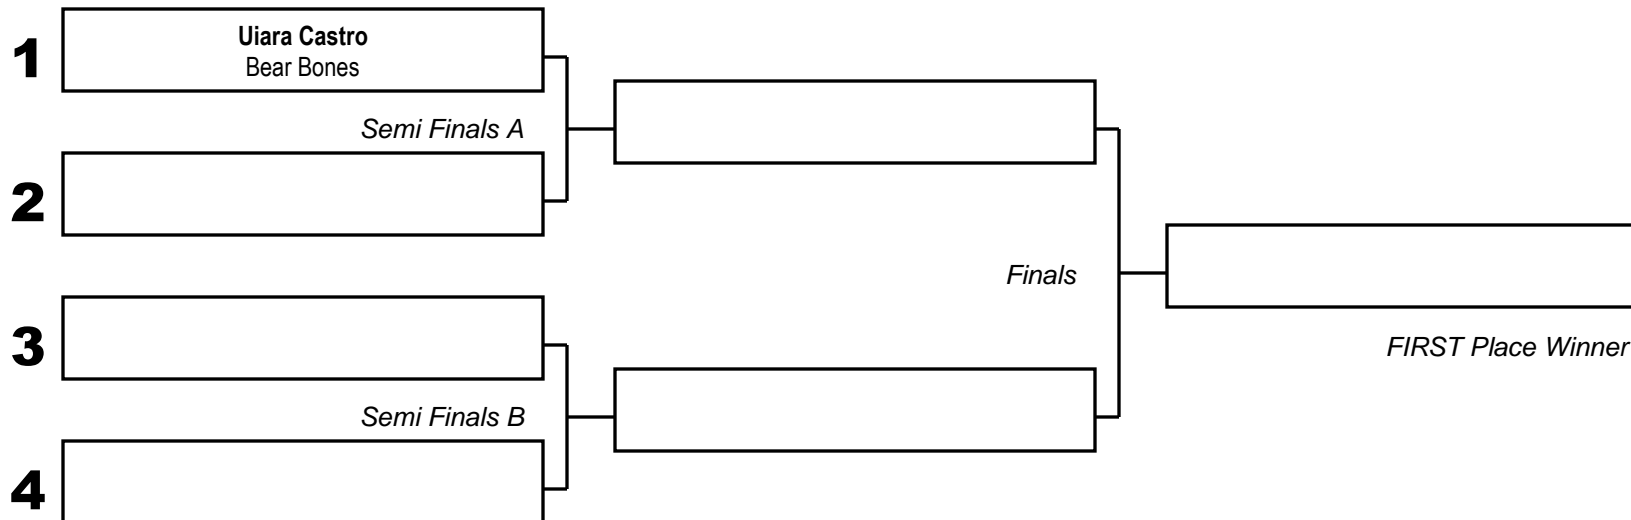 1
Uiara Castro
Bear Bones
Semi Finals A
2
Finals
3
FIRST Place Winner
Semi Finals B
4